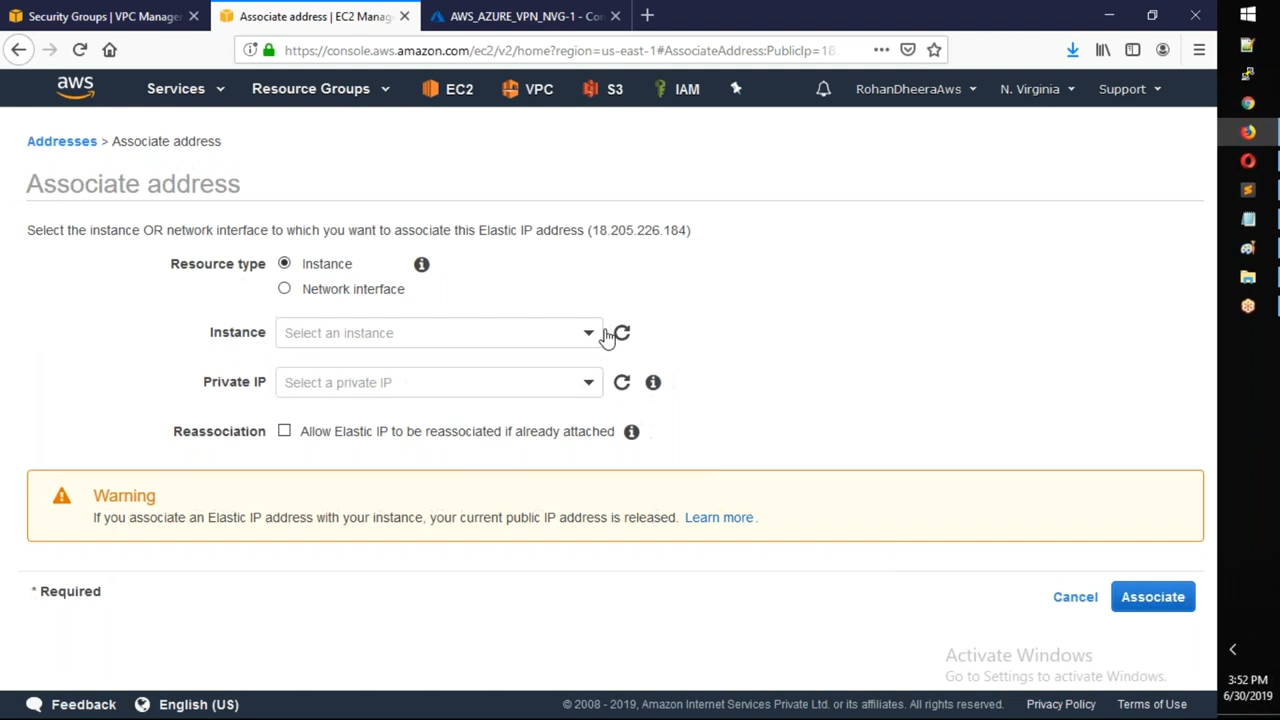 Security Groups | VPC Manage
Associate address | EC2 Manag
AWS_AZURE_VPN_NVG-1 - Co
https://console.aws.amazon.com/ec2/v2/home?region=us-east-1#AssociateAddress:PublicIp=18.
aws
Services
Resource Groups
EC2
VPC
S3
IAM
RohanDheeraAws
N. Virginia
Support
Addresses > Associate address
Associate address
Select the instance OR network interface to which you want to associate this Elastic IP address (18.205.226.184)
Resource type
Instance
Network interface
Instance
Select an instance
Private IP
Select a private IP
Reassociation
Allow Elastic IP to be reassociated if already attached
Warning
If you associate an Elastic IP address with your instance, your current public IP address is released. Learn more.
* Required
Cancel
Associate
Activate Windows
Go to Settings to activate Windows.
Feedback
English (US)
© 2008 - 2019, Amazon Internet Services Private Ltd. or its affiliates. All rights reserved.
Privacy Policy
Terms of Use
3:52 PM
6/30/2019